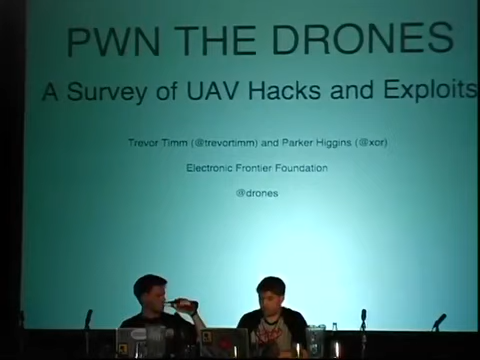 PWN THE DRONES
A Survey of UAV Hacks and Exploits
Trevor Timm (@trevortimm) and Parker Higgins (@xor)
Electronic Frontier Foundation
@drones